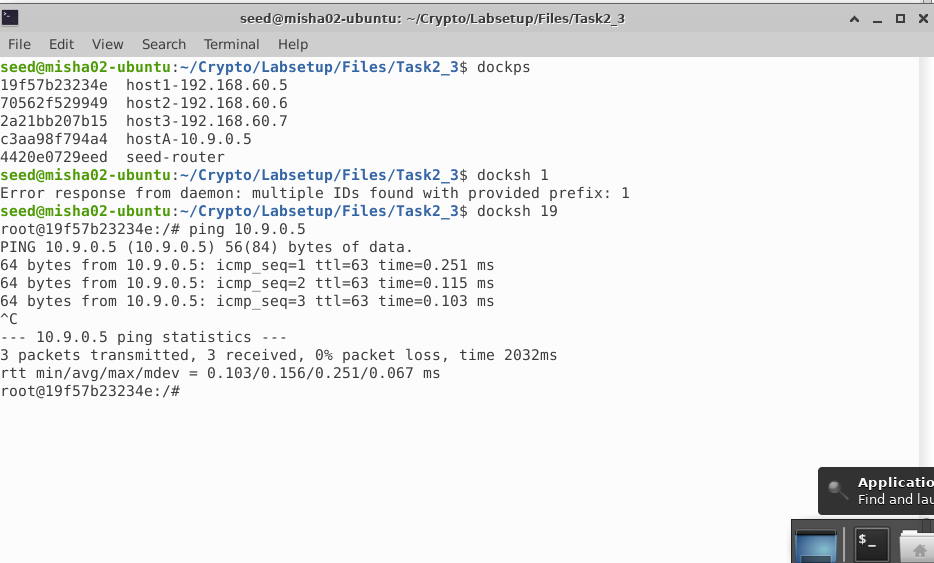 seed@misha02-ubuntu: ~/Crypto/Labsetup/Files/Task2_3
File Edit View Search Terminal Help
seed@misha02-ubuntu:~/Crypto/Labsetup/Files/Task2_3$ dockps
19f57b23234e  host1-192.168.60.5
70562f529949  host2-192.168.60.6
2a21bb207b15  host3-192.168.60.7
c3aa98f794a4  hostA-10.9.0.5
4420e0729eed  seed-router
seed@misha02-ubuntu:~/Crypto/Labsetup/Files/Task2_3$ docksh 1
Error response from daemon: multiple IDs found with provided prefix: 1
seed@misha02-ubuntu:~/Crypto/Labsetup/Files/Task2_3$ docksh 19
root@19f57b23234e:/# ping 10.9.0.5
PING 10.9.0.5 (10.9.0.5) 56(84) bytes of data.
64 bytes from 10.9.0.5: icmp_seq=1 ttl=63 time=0.251 ms
64 bytes from 10.9.0.5: icmp_seq=2 ttl=63 time=0.115 ms
64 bytes from 10.9.0.5: icmp_seq=3 ttl=63 time=0.103 ms
^C
--- 10.9.0.5 ping statistics ---
3 packets transmitted, 3 received, 0% packet loss, time 2032ms
rtt min/avg/max/mdev = 0.103/0.156/0.251/0.067 ms
root@19f57b23234e:/#
Applicatio
Find and lau
$_